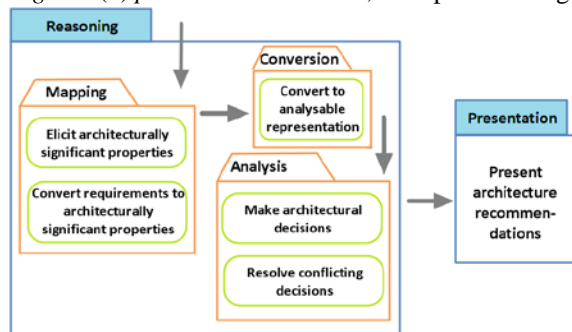 Reasoning
Mapping
Elicit architecturally
significant properties
Convert requirements to
architecturally
significant properties
Conversion
Convert to
analysable
representation
Analysis
Make architectural
decisions
Resolve conflicting
decisions
Presentation
Present
architecture
recommen-
dations